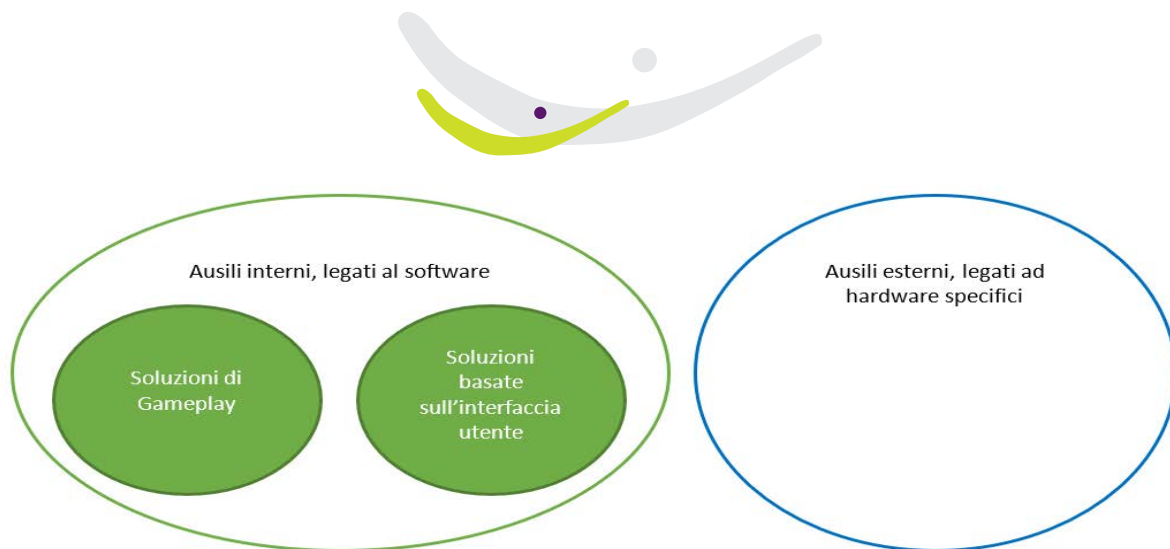 Ausili interni, legati al software
Soluzioni di
Gameplay
Soluzioni
basate
sull'interfaccia
utente
Ausili esterni, legati ad
hardware specifici